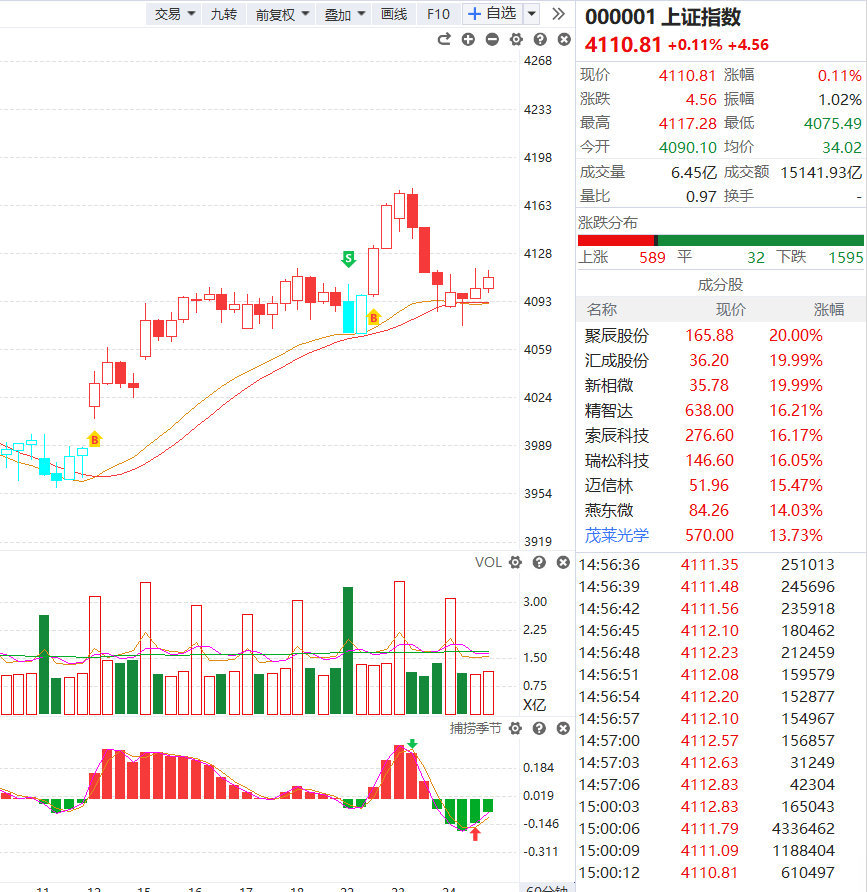 交易 九转 前复权 叠加 画线 F10 + 自选
000001 上证指数
4110.81 +0.11% +4.56
现价 4110.81 涨幅 0.11%
涨跌 4.56 振幅 1.02%
最高 4117.28 最低 4075.49
今开 4090.10 均价 34.02
成交量 6.45亿 成交额 15141.93亿
量比 0.97 换手 -
涨跌分布
上涨 589 平 32 下跌 1595
成分股
名称 现价 涨幅
聚辰股份 165.88 20.00%
汇成股份 36.20 19.99%
新相微 35.78 19.99%
精智达 638.00 16.21%
索辰科技 276.60 16.17%
瑞松科技 146.60 16.05%
迈信林 51.96 15.47%
燕东微 84.26 14.03%
茂莱光学 570.00 13.73%
14:56:36 4111.35 251013
14:56:39 4111.48 245696
14:56:42 4111.56 235918
14:56:45 4112.10 180462
14:56:48 4112.23 212459
14:56:51 4112.08 159579
14:56:54 4112.20 152877
14:56:57 4112.10 154967
14:57:00 4112.57 156857
14:57:03 4112.63 31249
14:57:06 4112.83 42304
15:00:03 4112.83 165043
15:00:06 4111.79 4336462
15:00:09 4111.09 1188404
15:00:12 4110.81 610497
4268
4233
4198
4163
4128
4093
4059
4024
3989
3954
3919
S
B
B
VOL
3.00
2.25
1.50
0.75
X亿
捕捞季节
0.184
0.019
-0.146
-0.311
11 12 15 16 17 18 22 23 24 60分钟